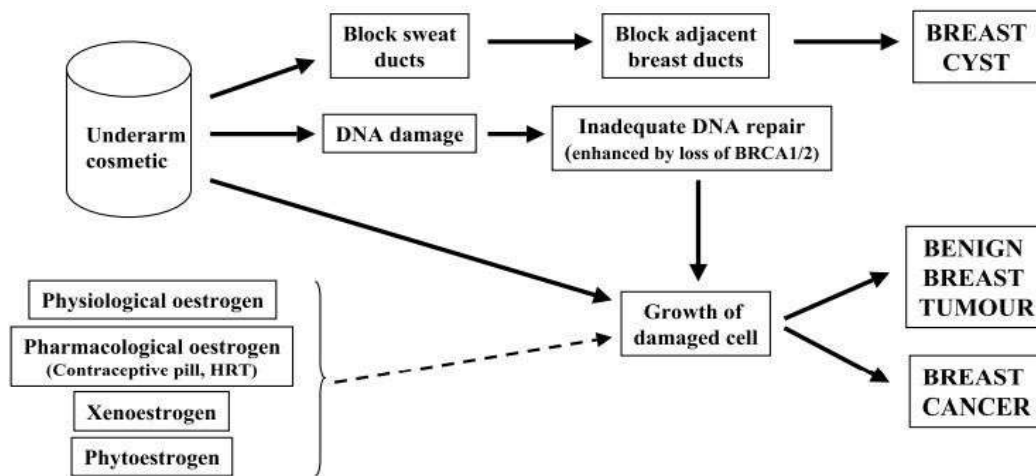 Underarm
cosmetic
Block sweat
ducts
Block adjacent
breast ducts
BREAST
CYST
DNA damage
Inadequate DNA repair
(enhanced by loss of BRCA1/2)
Growth of
damaged cell
BENIGN
BREAST
TUMOUR
BREAST
CANCER
Physiological oestrogen
Pharmacological oestrogen
(Contraceptive pill, HRT)
Xenoestrogen
Phytoestrogen